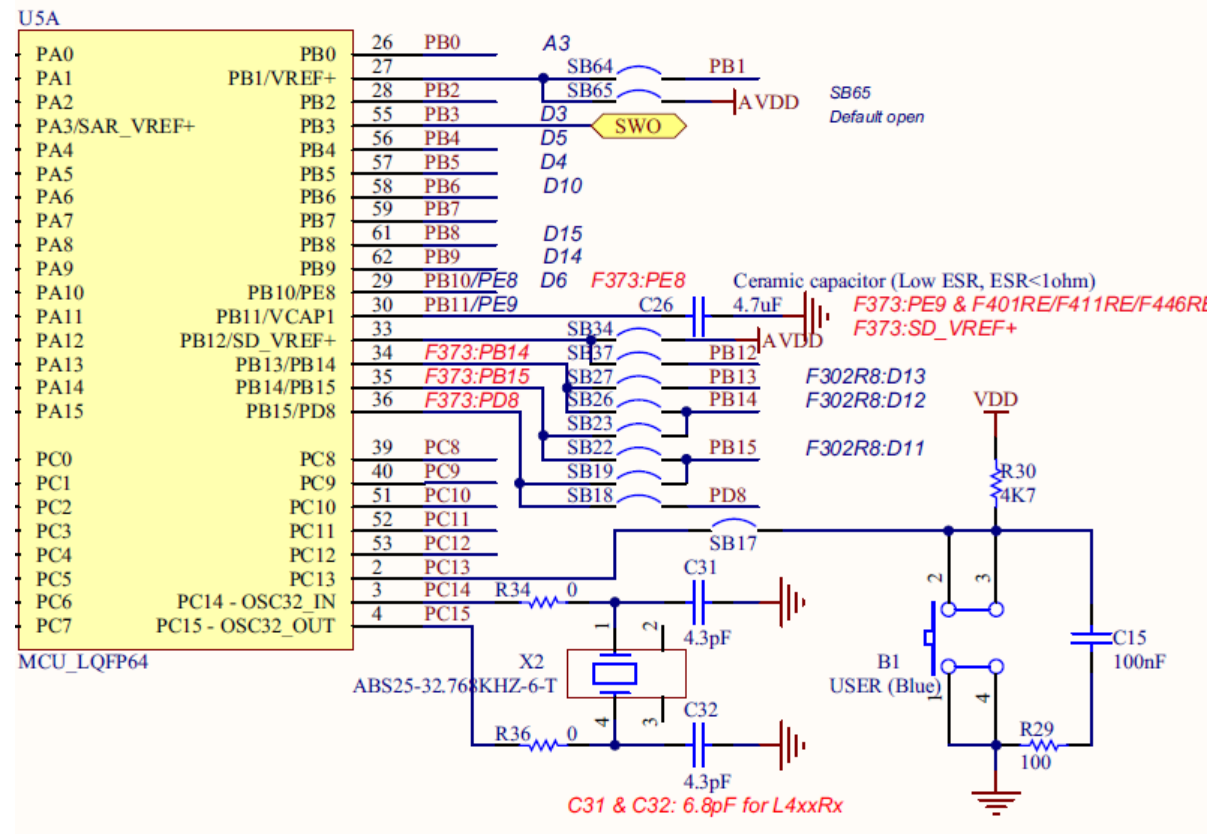 U5A
PA0 PB0 26 PB0 A3
PA1 PB1/VREF+ 27 SB64 PB1
PA2 PB2 28 PB2 SB65 AVDD
SB65
Default open
PA3/SAR_VREF+ PB3 55 PB3 D3 SWO
PA4 PB4 56 PB4 D5
PA5 PB5 57 PB5 D4
PA6 PB6 58 PB6 D10
PA7 PB7 59 PB7
PA8 PB8 61 PB8 D15
PA9 PB9 62 PB9 D14
PA10 PB10/PE8 29 PB10/PE8 D6 F373:PE8 Ceramic capacitor (Low ESR, ESR<1ohm)
PA11 PB11/VCAP1 30 PB11/PE9 C26 4.7uF F373:PE9 & F401RE/F411RE/F446RE
PA12 PB12/SD_VREF+ 33 SB34 AVDD F373:SD_VREF+
PA13 PB13/PB14 34 F373:PB14 SB37 PB12
PA14 PB14/PB15 35 F373:PB15 SB27 PB13 F302R8:D13
PA15 PB15/PD8 36 F373:PD8 SB26 PB14 F302R8:D12
SB23
VDD
PC0 PC8 39 PC8 SB22 PB15 F302R8:D11
PC1 PC9 40 PC9 SB19
PC2 PC10 51 PC10 SB18 PD8
R30
4K7
PC3 PC11 52 PC11
PC4 PC12 53 PC12 SB17
PC5 PC13 2 PC13
PC6 PC14 - OSC32_IN 3 PC14 R34 0 C31
PC7 PC15 - OSC32_OUT 4 PC15 4.3pF
MCU_LQFP64
1 2
X2
ABS25-32.768KHZ-6-T
4 3
R36 0 C32
4.3pF
C31 & C32: 6.8pF for L4xxRx
2 3
B1
USER (Blue)
1 4
C15
100nF
R29
100